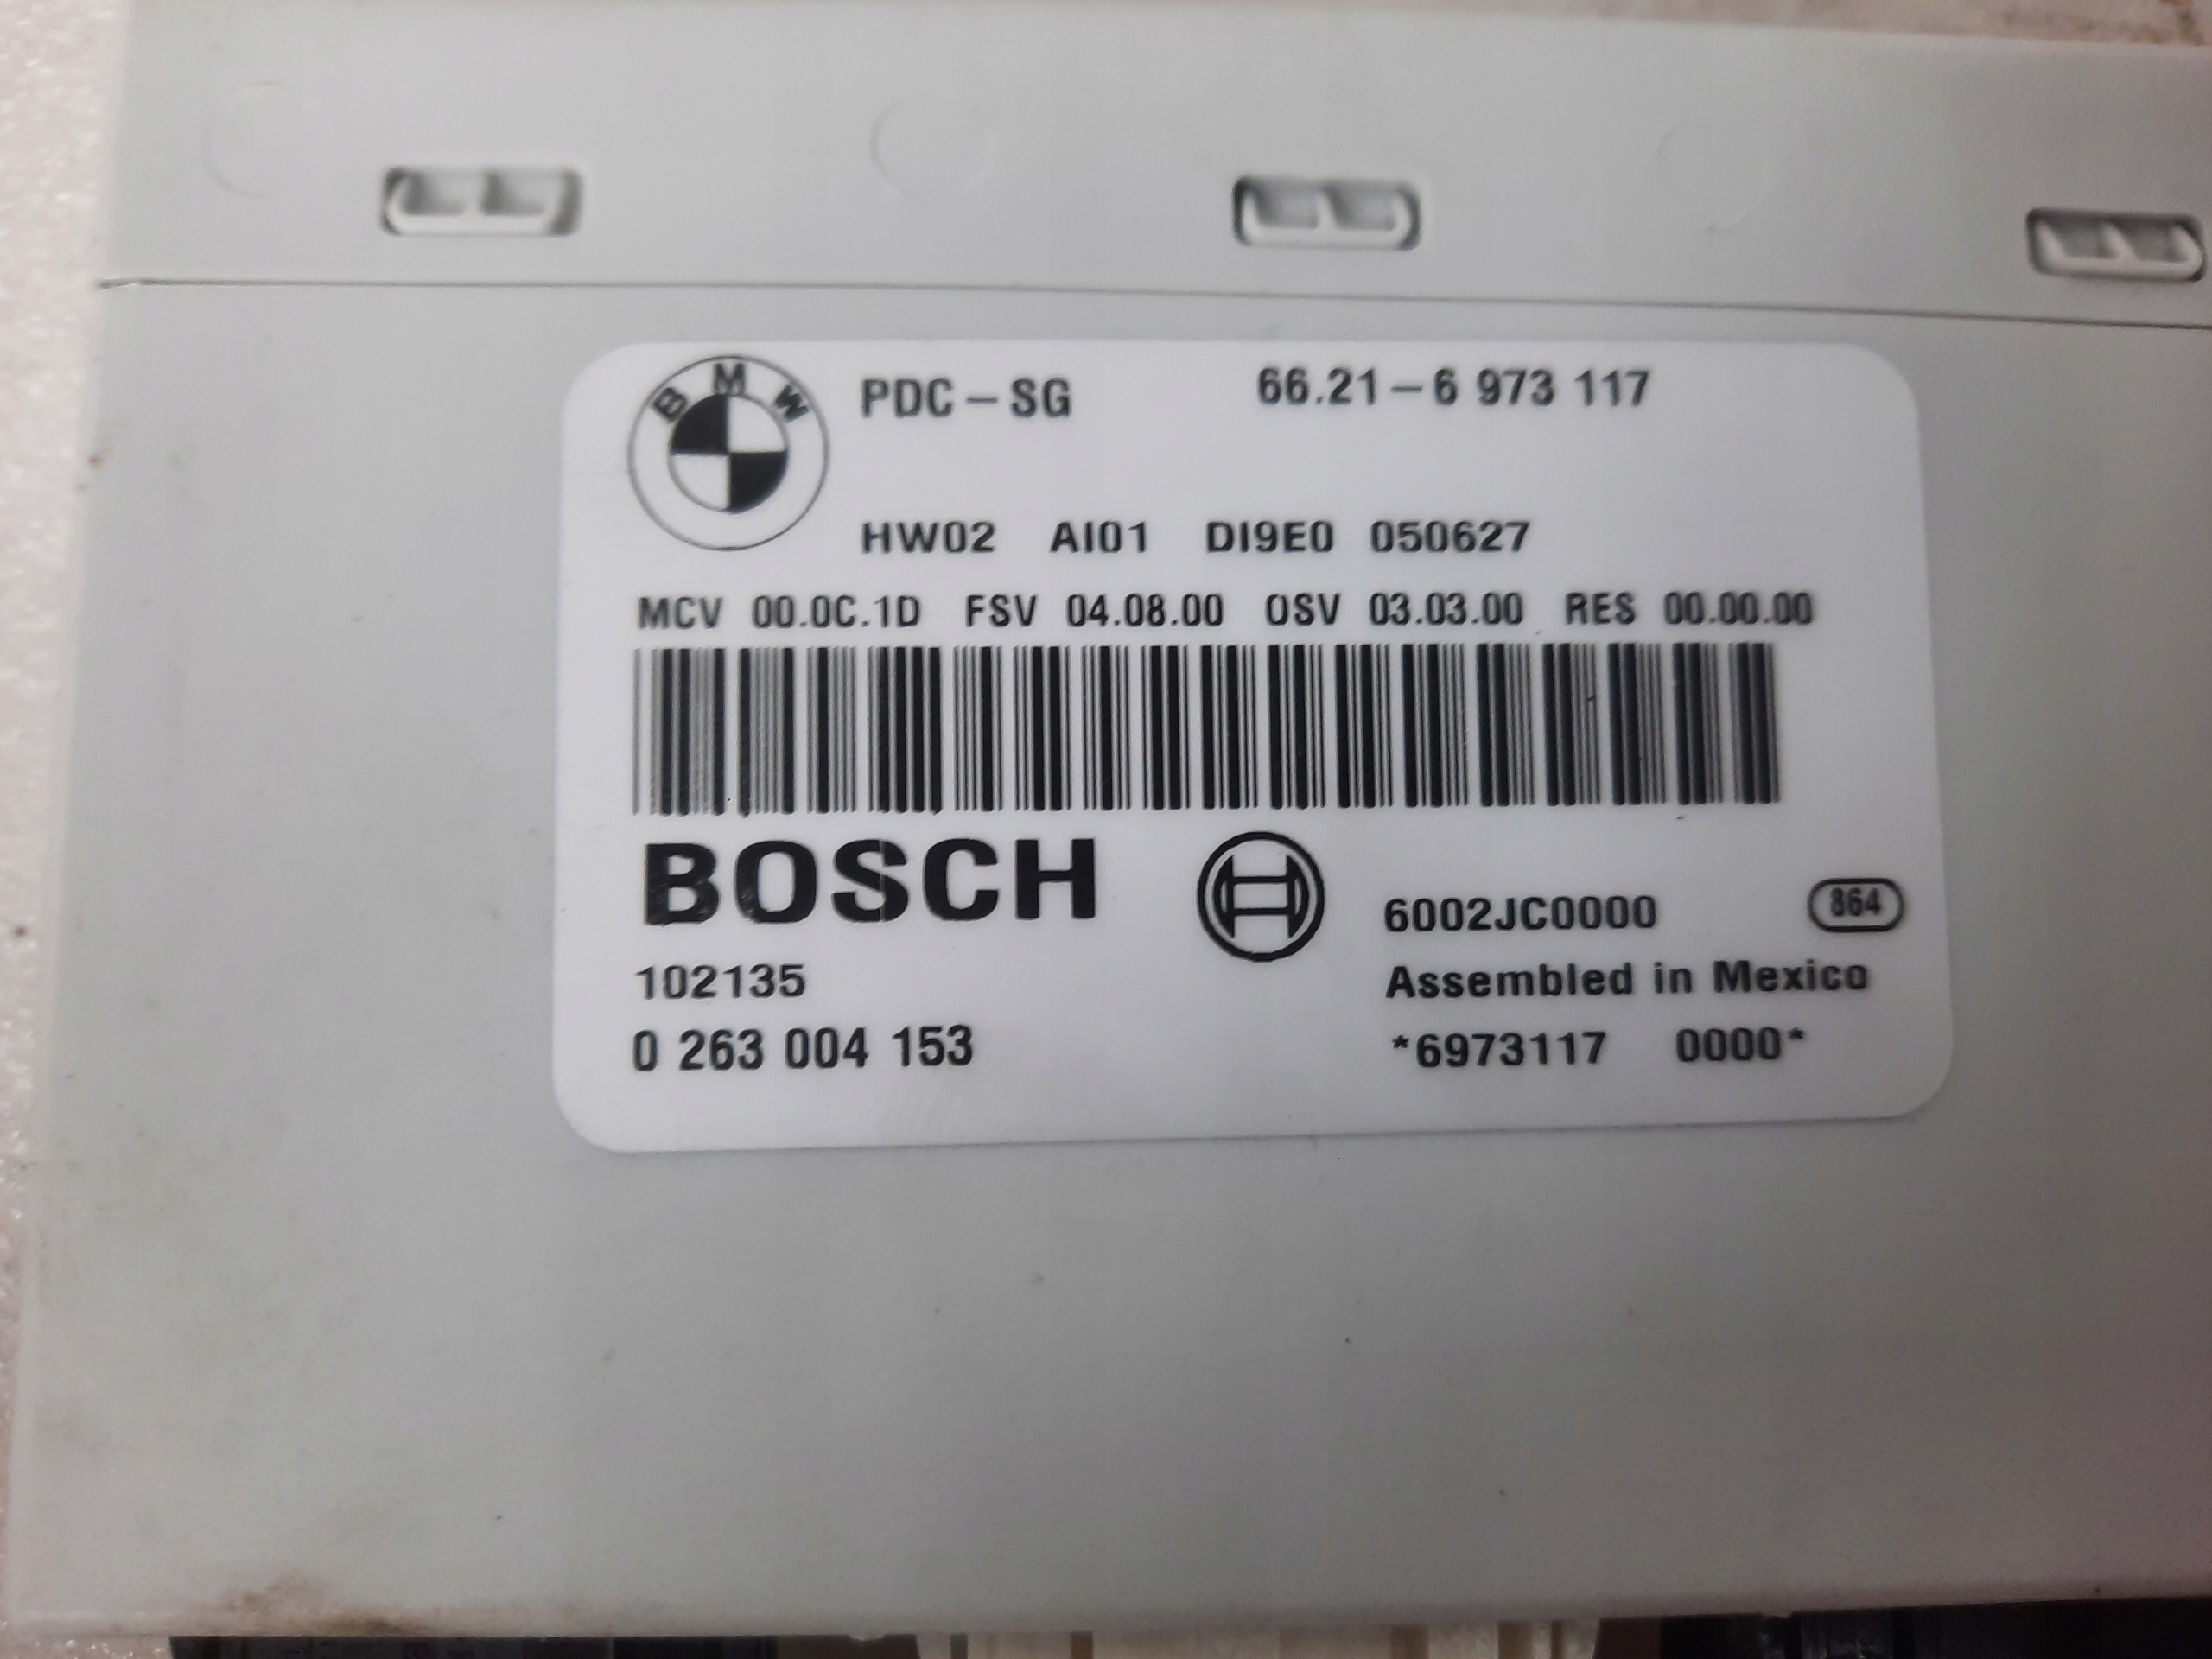 BMW
PDC-SG 66.21-6 973 117
HW02 AI01 DI9E0 050627
MCV 00.0C.1D FSV 04.08.00 OSV 03.03.00 RES 00.00.00
BOSCH
6002JC0000 864
102135 Assembled in Mexico
0 263 004 153 *6973117 0000*